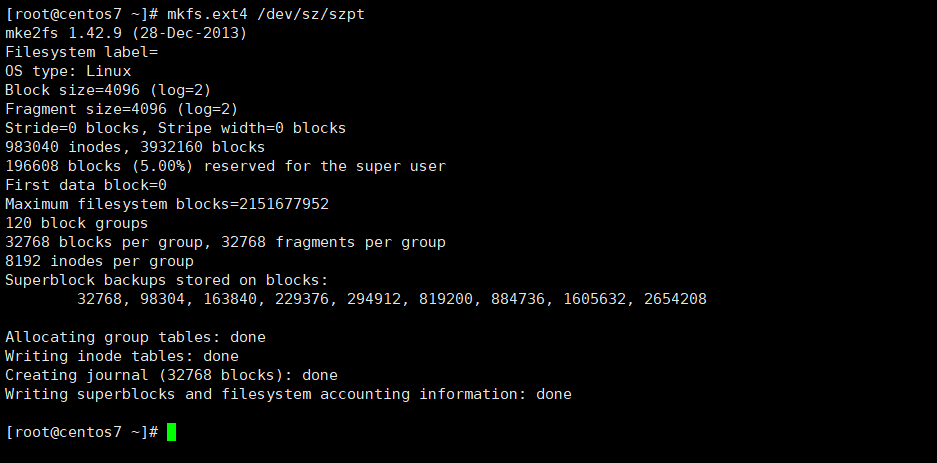 [root@centos7 ~]# mkfs.ext4 /dev/sz/szpt
mke2fs 1.42.9 (28-Dec-2013)
Filesystem label=
OS type: Linux
Block size=4096 (log=2)
Fragment size=4096 (log=2)
Stride=0 blocks, Stripe width=0 blocks
983040 inodes, 3932160 blocks
196608 blocks (5.00%) reserved for the super user
First data block=0
Maximum filesystem blocks=2151677952
120 block groups
32768 blocks per group, 32768 fragments per group
8192 inodes per group
Superblock backups stored on blocks:
        32768, 98304, 163840, 229376, 294912, 819200, 884736, 1605632, 2654208

Allocating group tables: done
Writing inode tables: done
Creating journal (32768 blocks): done
Writing superblocks and filesystem accounting information: done

[root@centos7 ~]#